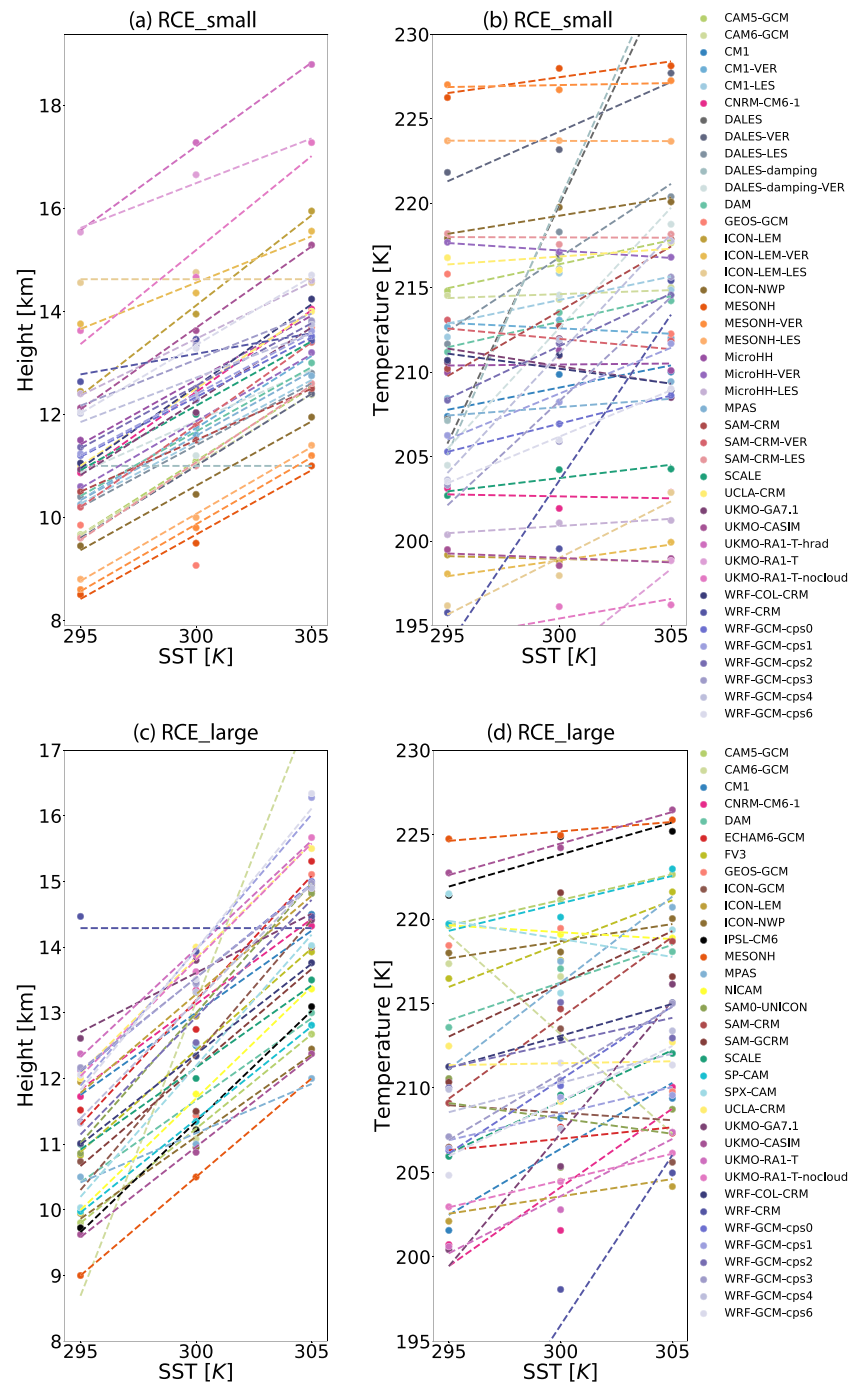 (a) RCE_small
(b) RCE_small
Height [km]
18
16
14
12
10
8
295
300
305
SST [K]
Temperature [K]
230
225
220
215
210
205
200
195
295
300
305
SST [K]
CAM5-GCM
CAM6-GCM
CM1
CM1-VER
CM1-LES
CNRM-CM6-1
DALES
DALES-VER
DALES-LES
DALES-damping
DALES-damping-VER
DAM
GEOS-GCM
ICON-LEM
ICON-LEM-VER
ICON-LEM-LES
ICON-NWP
MESONH
MESONH-VER
MESONH-LES
MicroHH
MicroHH-VER
MicroHH-LES
MPAS
SAM-CRM
SAM-CRM-VER
SAM-CRM-LES
SCALE
UCLA-CRM
UKMO-GA7.1
UKMO-CASIM
UKMO-RA1-T-hrad
UKMO-RA1-T
UKMO-RA1-T-nocloud
WRF-COL-CRM
WRF-CRM
WRF-GCM-cps0
WRF-GCM-cps1
WRF-GCM-cps2
WRF-GCM-cps3
WRF-GCM-cps4
WRF-GCM-cps6
(c) RCE_large
(d) RCE_large
Height [km]
17
16
15
14
13
12
11
10
9
8
295
300
305
SST [K]
Temperature [K]
230
225
220
215
210
205
200
195
295
300
305
SST [K]
CAM5-GCM
CAM6-GCM
CM1
CNRM-CM6-1
DAM
ECHAM6-GCM
FV3
GEOS-GCM
ICON-GCM
ICON-LEM
ICON-NWP
IPSL-CM6
MESONH
MPAS
NICAM
SAM0-UNICON
SAM-CRM
SAM-GCRM
SCALE
SP-CAM
SPX-CAM
UCLA-CRM
UKMO-GA7.1
UKMO-CASIM
UKMO-RA1-T
UKMO-RA1-T-nocloud
WRF-COL-CRM
WRF-CRM
WRF-GCM-cps0
WRF-GCM-cps1
WRF-GCM-cps2
WRF-GCM-cps3
WRF-GCM-cps4
WRF-GCM-cps6